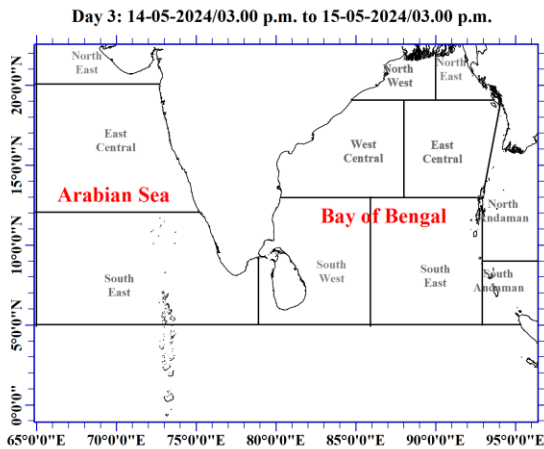 Day 3: 14-05-2024/03.00 p.m. to 15-05-2024/03.00 p.m.
North
East
North
West
North
East
20°0'0"N
East
Central
West
Central
East
Central
15°0'0"N
Arabian Sea
Bay of Bengal
North
Andaman
10°0'0"N
South
East
South
West
South
East
South
Andaman
5°0'0"N
0°0'0"
65°0'0"E 70°0'0"E 75°0'0"E 80°0'0"E 85°0'0"E 90°0'0"E 95°0'0"E